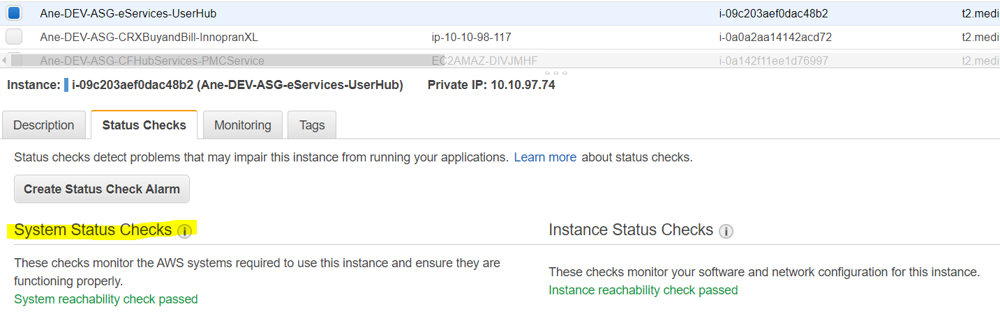 Ane-DEV-ASG-eServices-UserHub i-09c203aef0dac48b2 t2.medi
Ane-DEV-ASG-CRXBuyandBill-InnopranXL ip-10-10-98-117 i-0a0a2aa14142acd72 t2.medi
Ane-DEV-ASG-CFHubServices-PMCService EC2AMAZ-DIVJMHF i-0a142f11ee1d76997 t2.medi
Instance: i-09c203aef0dac48b2 (Ane-DEV-ASG-eServices-UserHub) Private IP: 10.10.97.74
Description Status Checks Monitoring Tags
Status checks detect problems that may impair this instance from running your applications. Learn more about status checks.
Create Status Check Alarm
System Status Checks i
These checks monitor the AWS systems required to use this instance and ensure they are
functioning properly.
System reachability check passed
Instance Status Checks i
These checks monitor your software and network configuration for this instance.
Instance reachability check passed